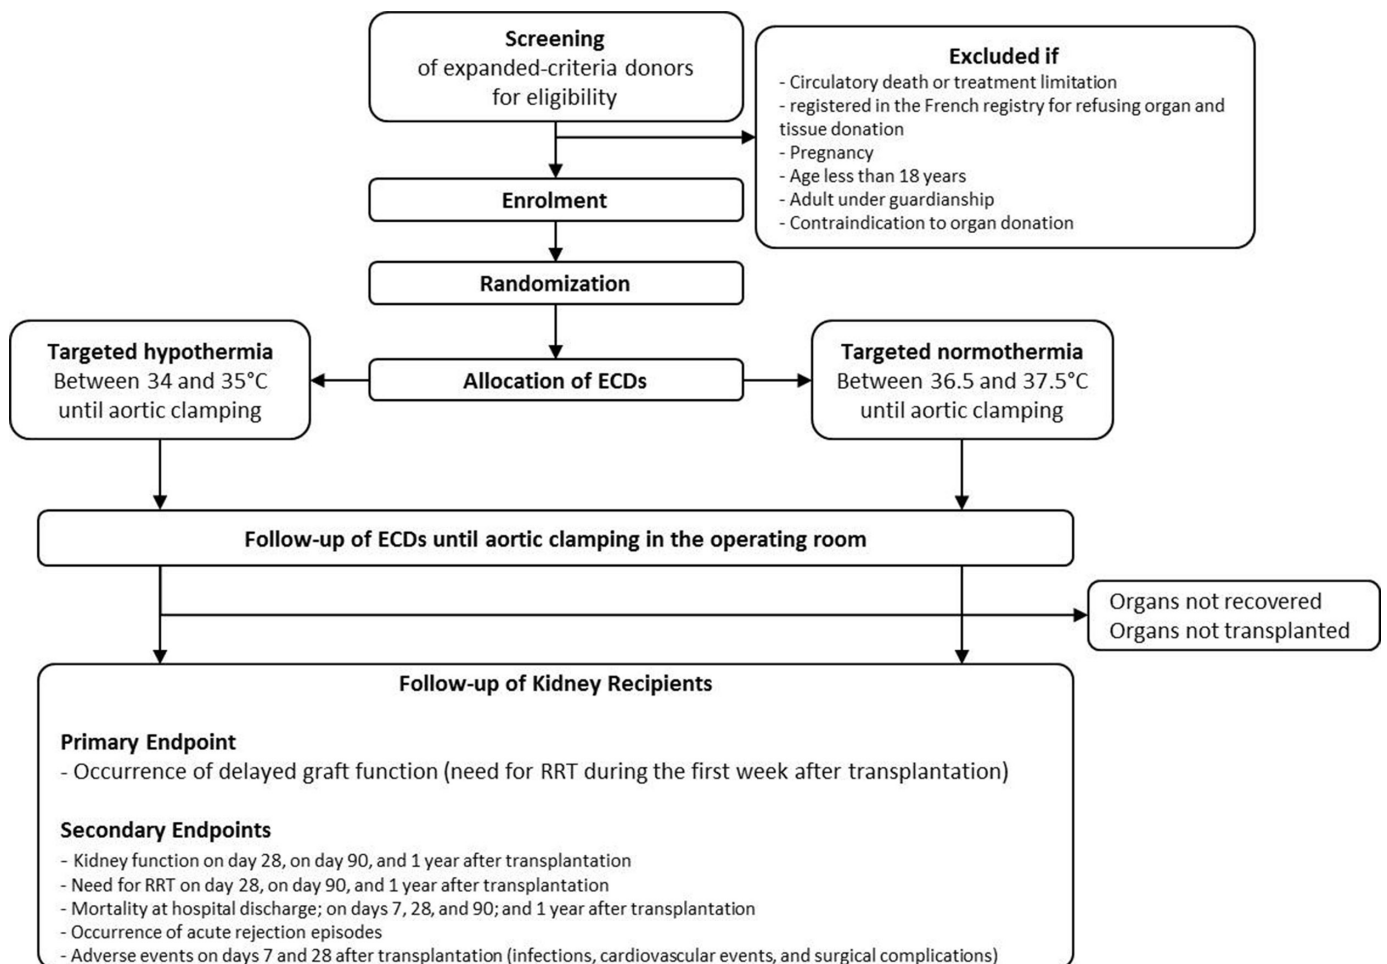 Screening
of expanded-criteria donors
for eligibility
Excluded if
- Circulatory death or treatment limitation
- registered in the French registry for refusing organ and
tissue donation
- Pregnancy
- Age less than 18 years
- Adult under guardianship
- Contraindication to organ donation
Enrolment
Randomization
Targeted hypothermia
Between 34 and 35°C
until aortic clamping
Allocation of ECDs
Targeted normothermia
Between 36.5 and 37.5°C
until aortic clamping
Follow-up of ECDs until aortic clamping in the operating room
Organs not recovered
Organs not transplanted
Follow-up of Kidney Recipients
Primary Endpoint
- Occurrence of delayed graft function (need for RRT during the first week after transplantation)
Secondary Endpoints
- Kidney function on day 28, on day 90, and 1 year after transplantation
- Need for RRT on day 28, on day 90, and 1 year after transplantation
- Mortality at hospital discharge; on days 7, 28, and 90; and 1 year after transplantation
- Occurrence of acute rejection episodes
- Adverse events on days 7 and 28 after transplantation (infections, cardiovascular events, and surgical complications)